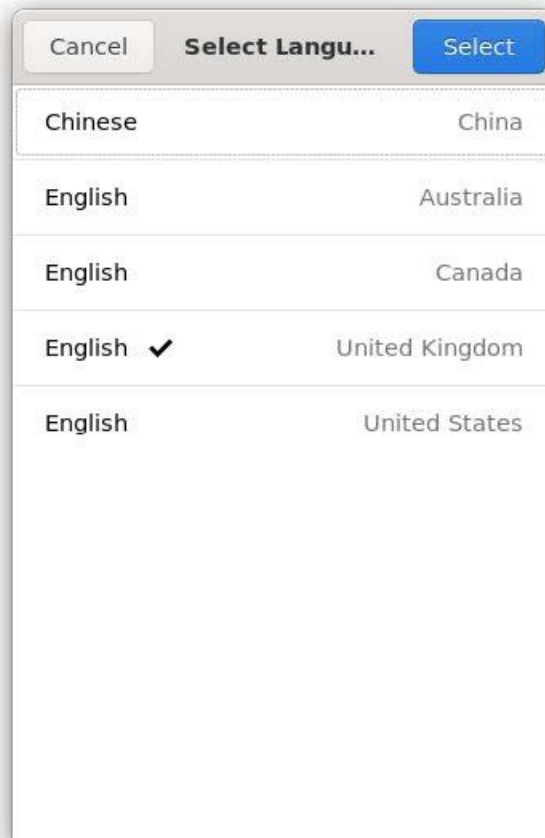 Cancel Select Langu... Select
Chinese China
English Australia
English Canada
English United Kingdom
English United States